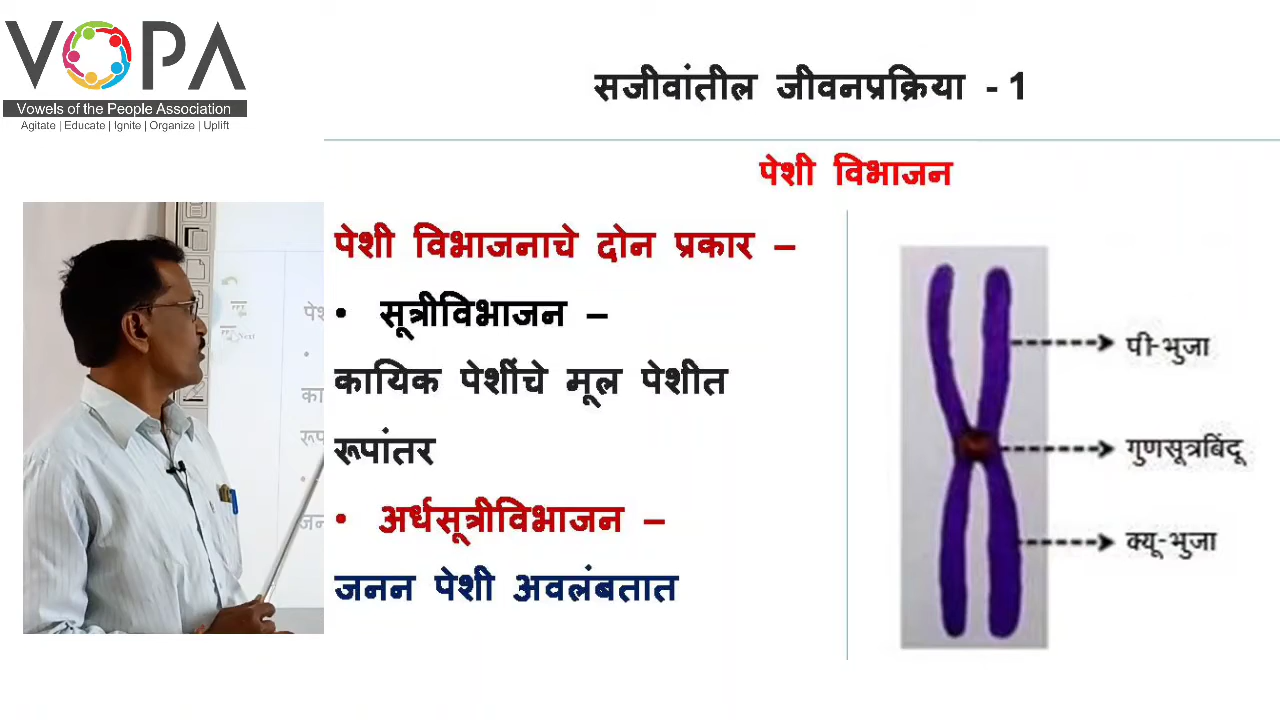 VOPA
Vowels of the People Association
Agitate | Educate | Ignite | Organize | Uplift
सजीवांतील जीवनप्रक्रिया - 1
पेशी विभाजन
पेशी विभाजनाचे दोन प्रकार –
• सूत्रीविभाजन –
कायिक पेशींचे मूल पेशीत
रूपांतर
• अर्धसूत्रीविभाजन –
जनन पेशी अवलंबतात
पी-भुजा
गुणसूत्रबिंदू
क्यू-भुजा
Next